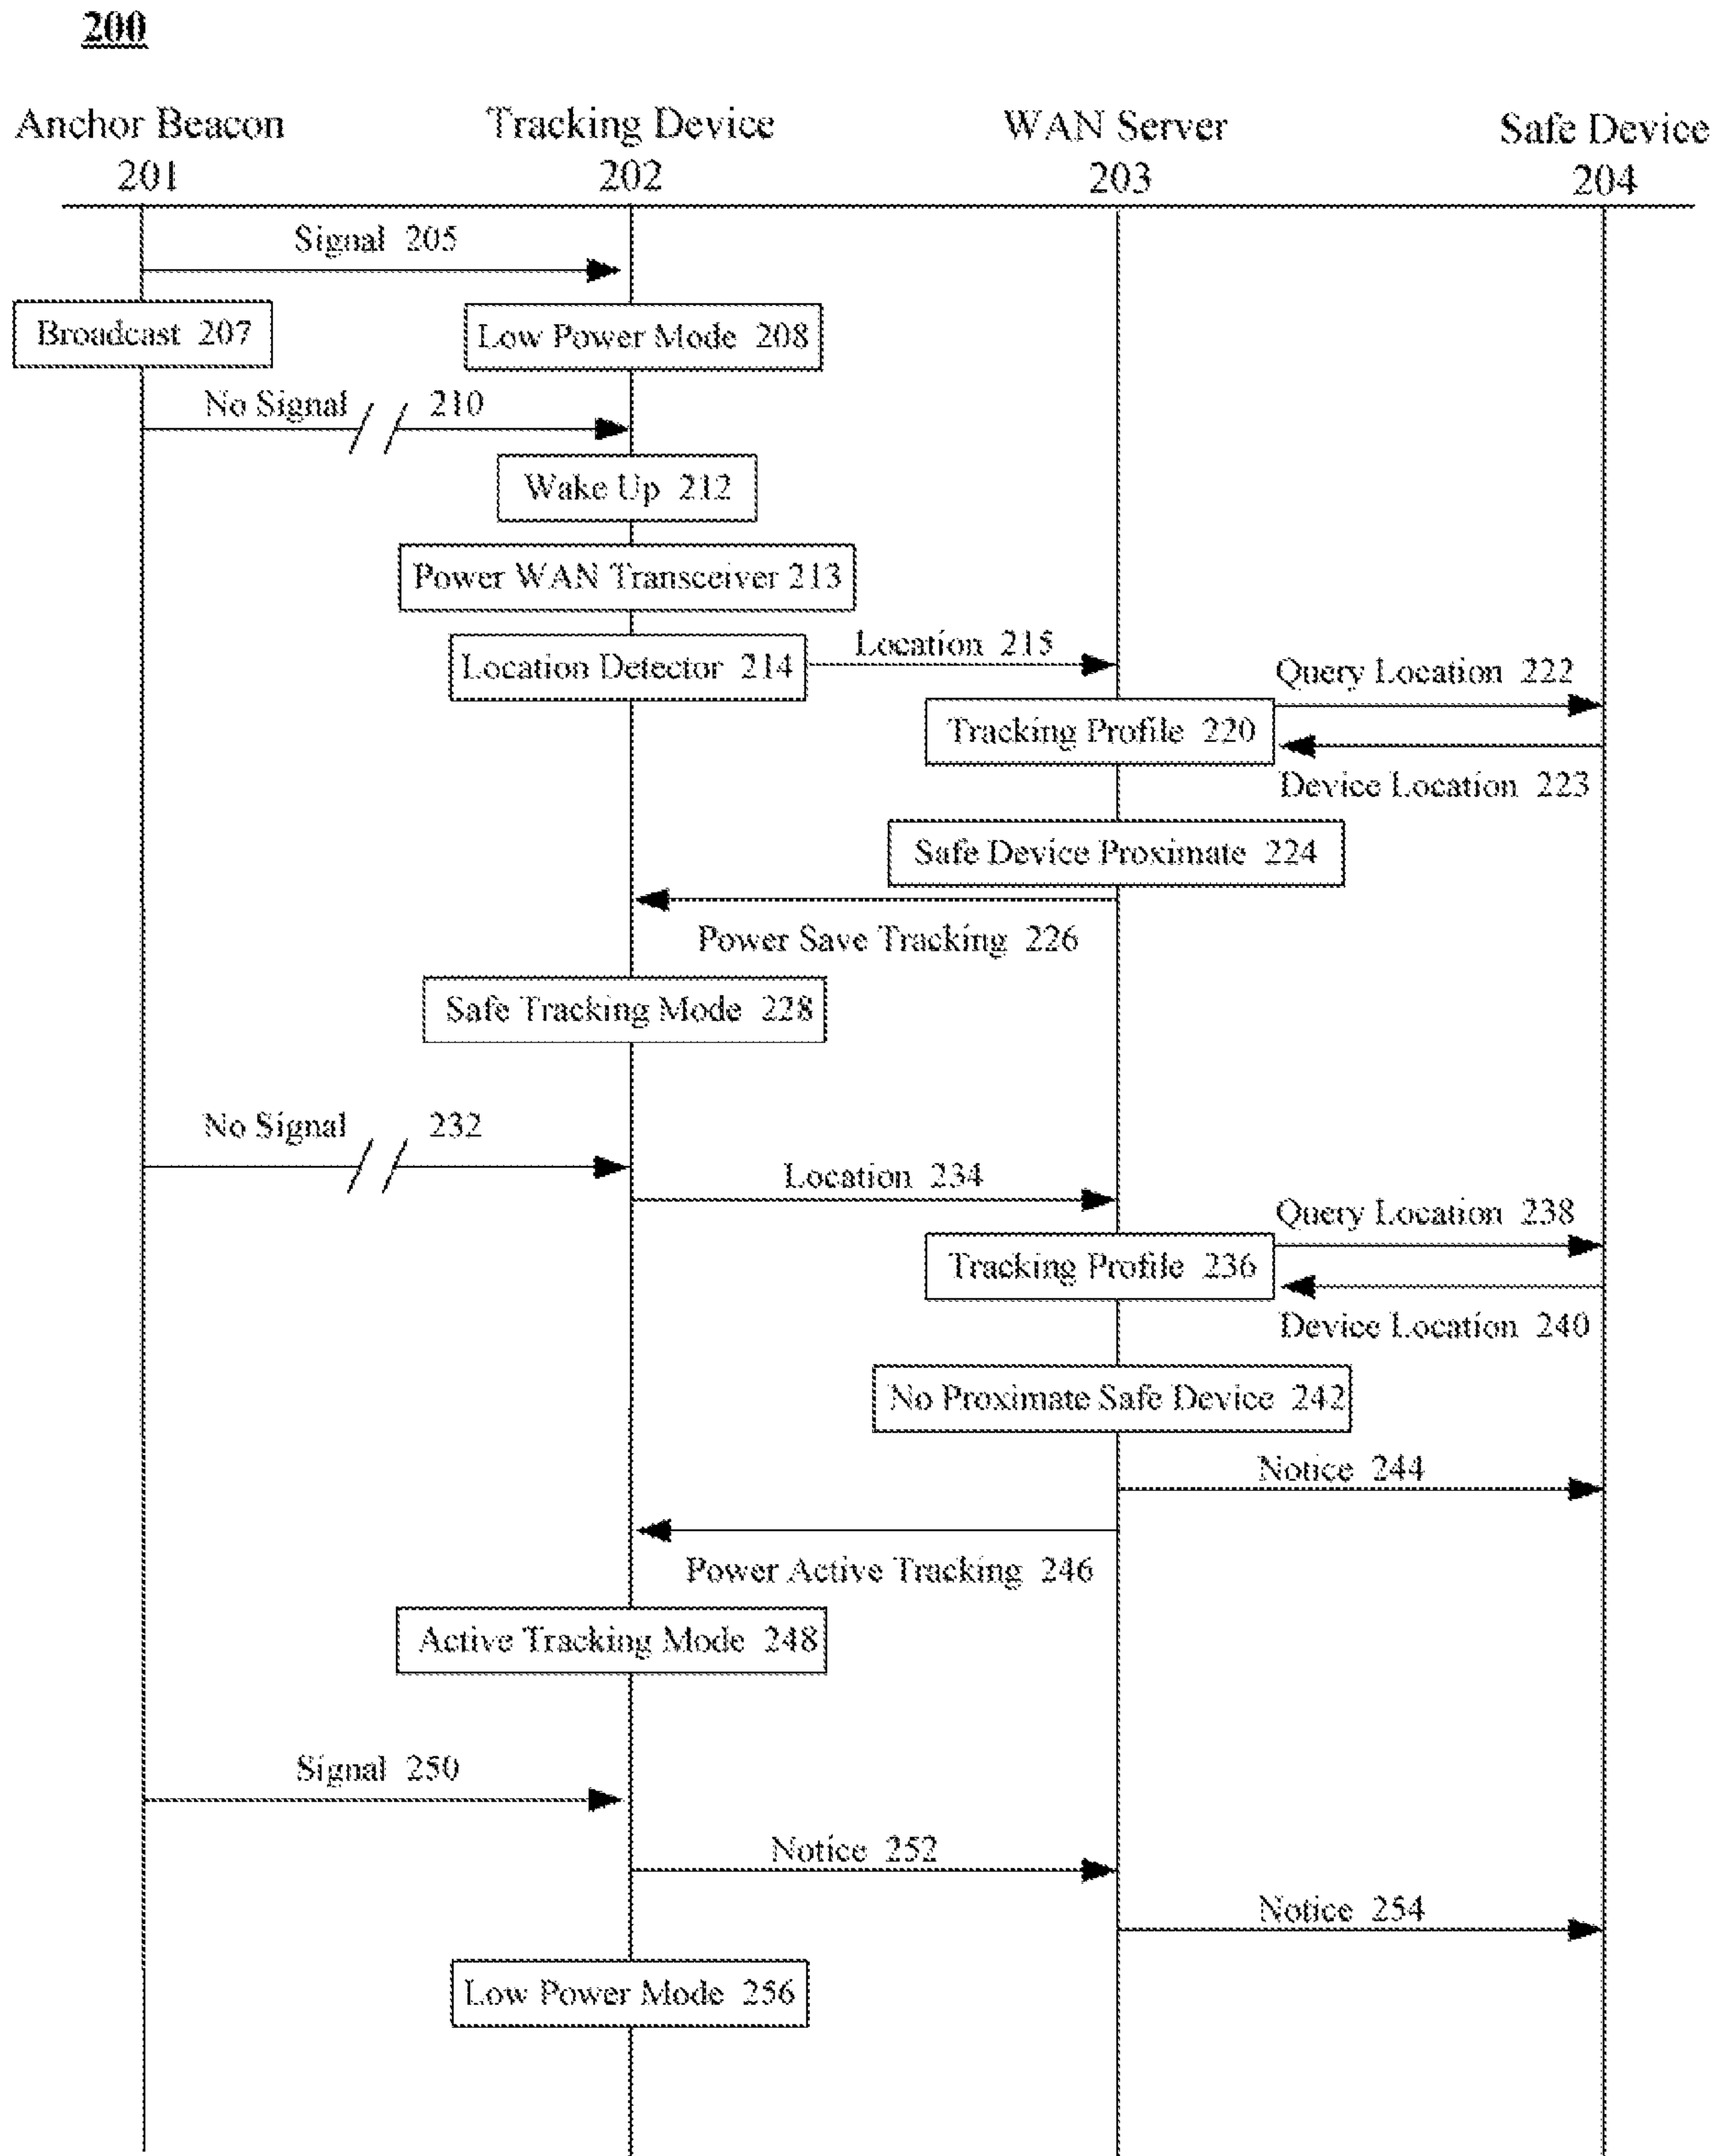 200
Anchor Beacon
201
Tracking Device
202
WAN Server
203
Safe Device
204
Signal 205
Broadcast 207
Low Power Mode 208
No Signal 210
Wake Up 212
Power WAN Transceiver 213
Location Detector 214
Location 215
Query Location 222
Tracking Profile 220
Device Location 223
Safe Device Proximate 224
Power Save Tracking 226
Safe Tracking Mode 228
No Signal 232
Location 234
Query Location 238
Tracking Profile 236
Device Location 240
No Proximate Safe Device 242
Notice 244
Power Active Tracking 246
Active Tracking Mode 248
Signal 250
Notice 252
Notice 254
Low Power Mode 256